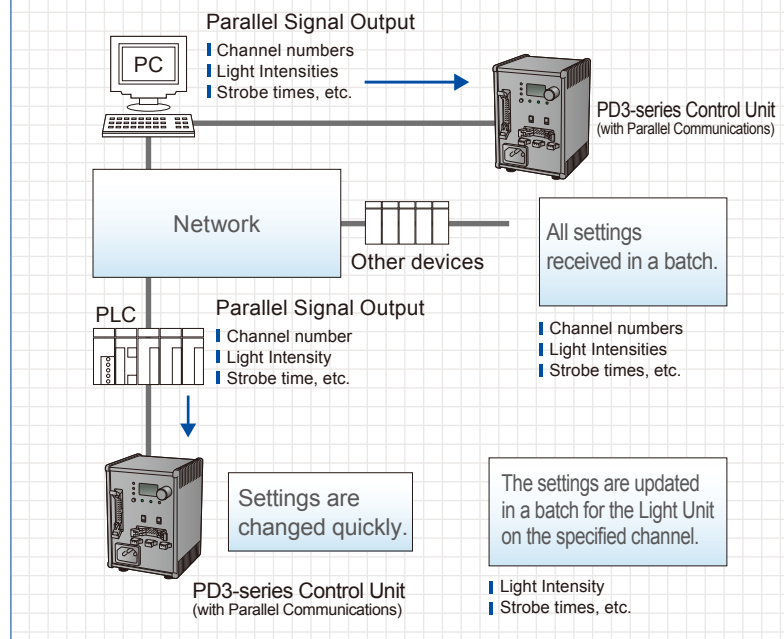 Parallel Signal Output
Channel numbers
Light Intensities
Strobe times, etc.
PC
PD3-series Control Unit
(with Parallel Communications)
Network
Other devices
All settings
received in a batch.
Channel numbers
Light Intensities
Strobe times, etc.
PLC
Parallel Signal Output
Channel number
Light Intensity
Strobe time, etc.
Settings are
changed quickly.
PD3-series Control Unit
(with Parallel Communications)
The settings are updated
in a batch for the Light Unit
on the specified channel.
Light Intensity
Strobe times, etc.